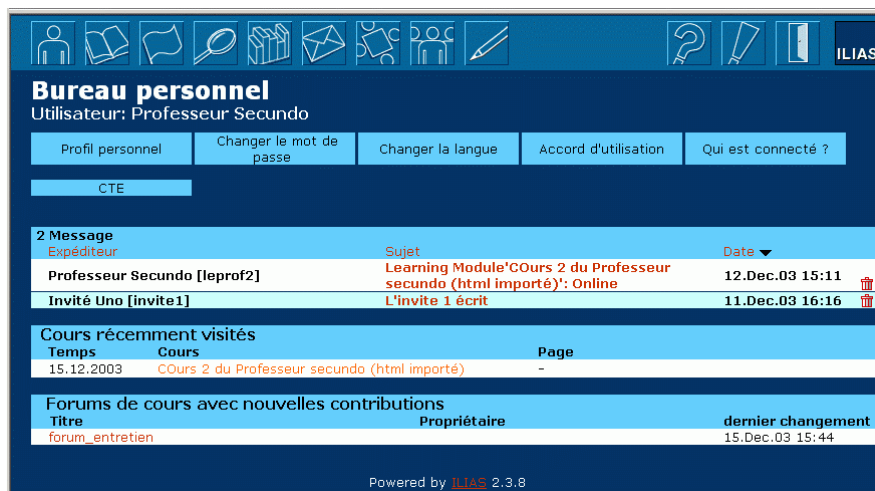 ILIAS
Bureau personnel
Utilisateur: Professeur Secundo
Profil personnel
Changer le mot de
passe
Changer la langue
Accord d'utilisation
Qui est connecté ?
CTE
2 Message
Expéditeur Sujet Date
Professeur Secundo [leprof2] Learning Module'COurs 2 du Professeur 12.Dec.03 15:11
secundo (html importé)': Online
Invité Uno [invite1] L'invite 1 écrit 11.Dec.03 16:16
Cours récemment visités
Temps Cours Page
15.12.2003 COurs 2 du Professeur secundo (html importé) -
Forums de cours avec nouvelles contributions
Titre Propriétaire dernier changement
forum_entretien 15.Dec.03 15:44
Powered by ILIAS 2.3.8